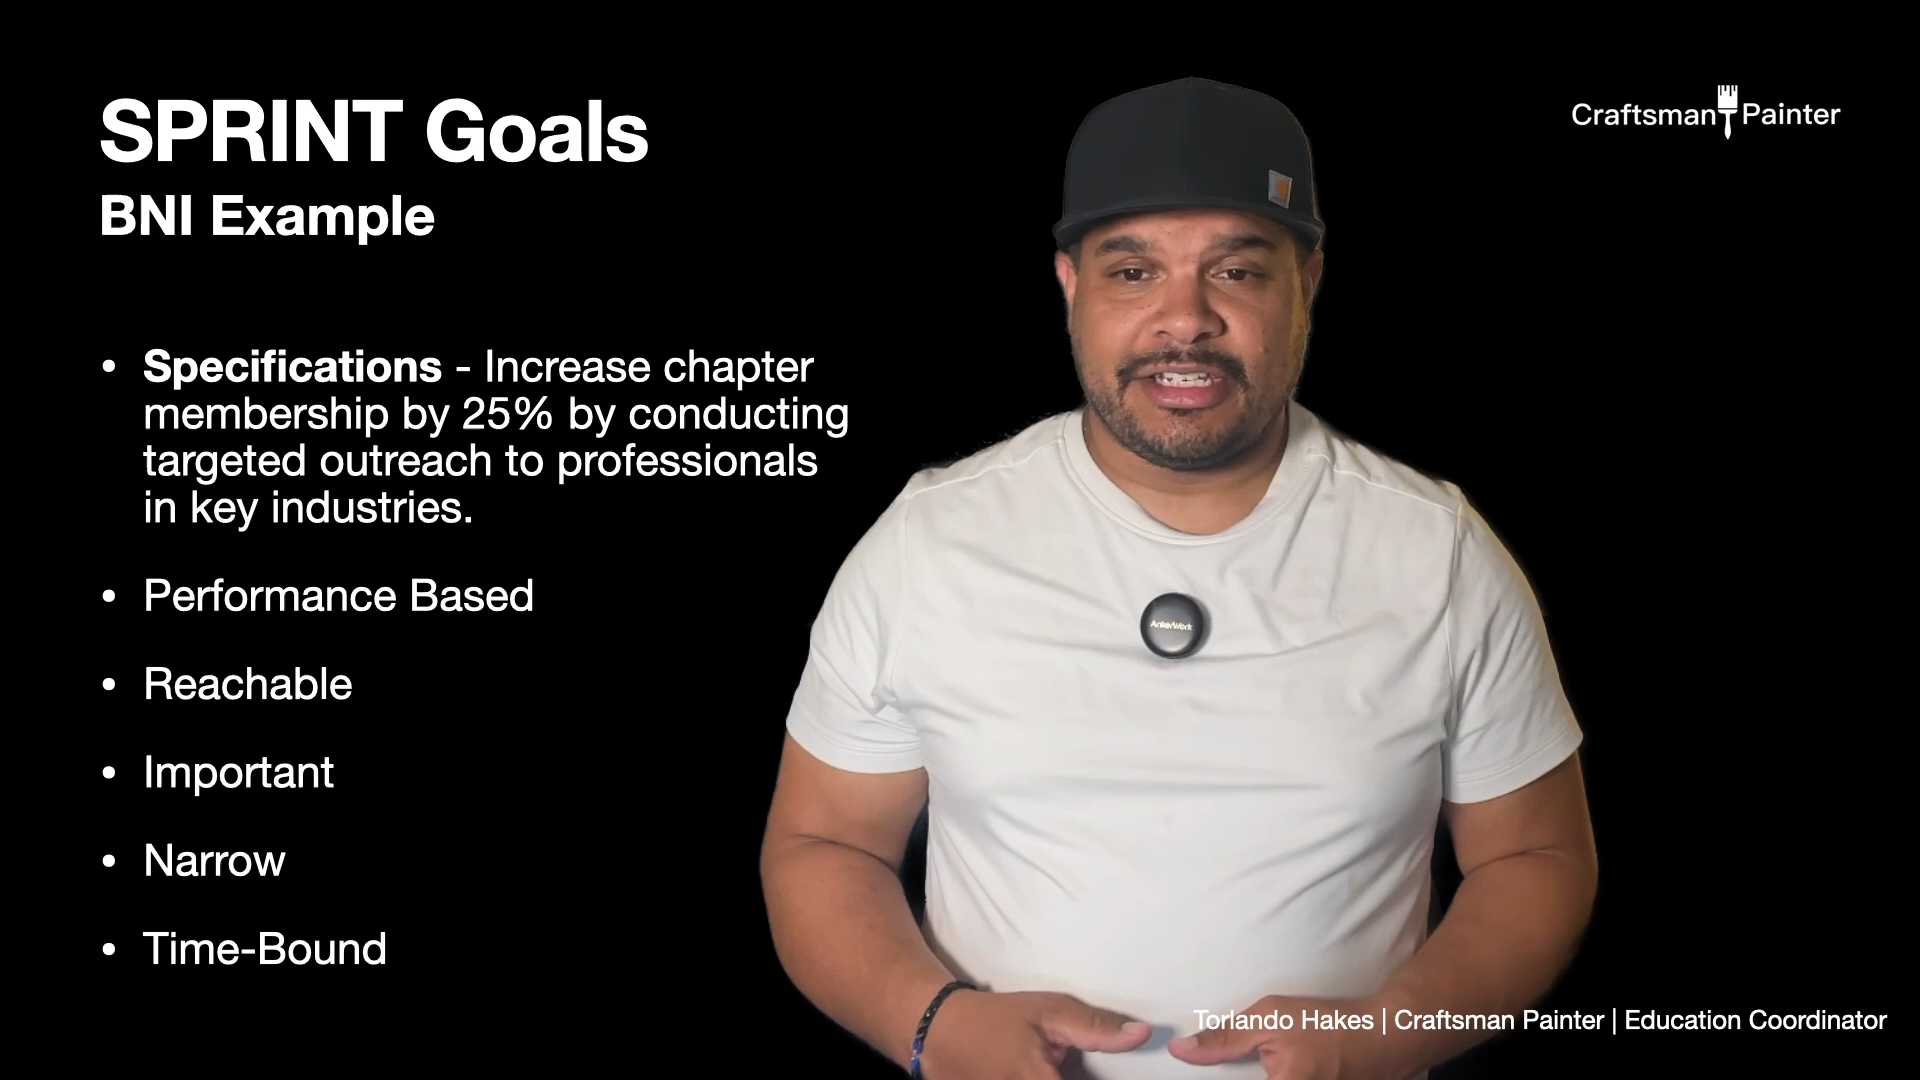 SPRINT Goals
BNI Example
Craftsman Painter
• Specifications - Increase chapter
membership by 25% by conducting
targeted outreach to professionals
in key industries.
• Performance Based
• Reachable
• Important
• Narrow
• Time-Bound
AnkerWork
Torlando Hakes | Craftsman Painter | Education Coordinator